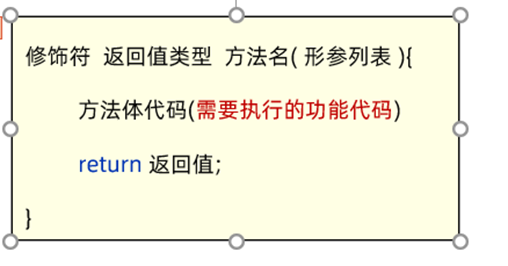 修饰符 返回值类型 方法名( 形参列表 ){
方法体代码(需要执行的功能代码)
return 返回值;
}